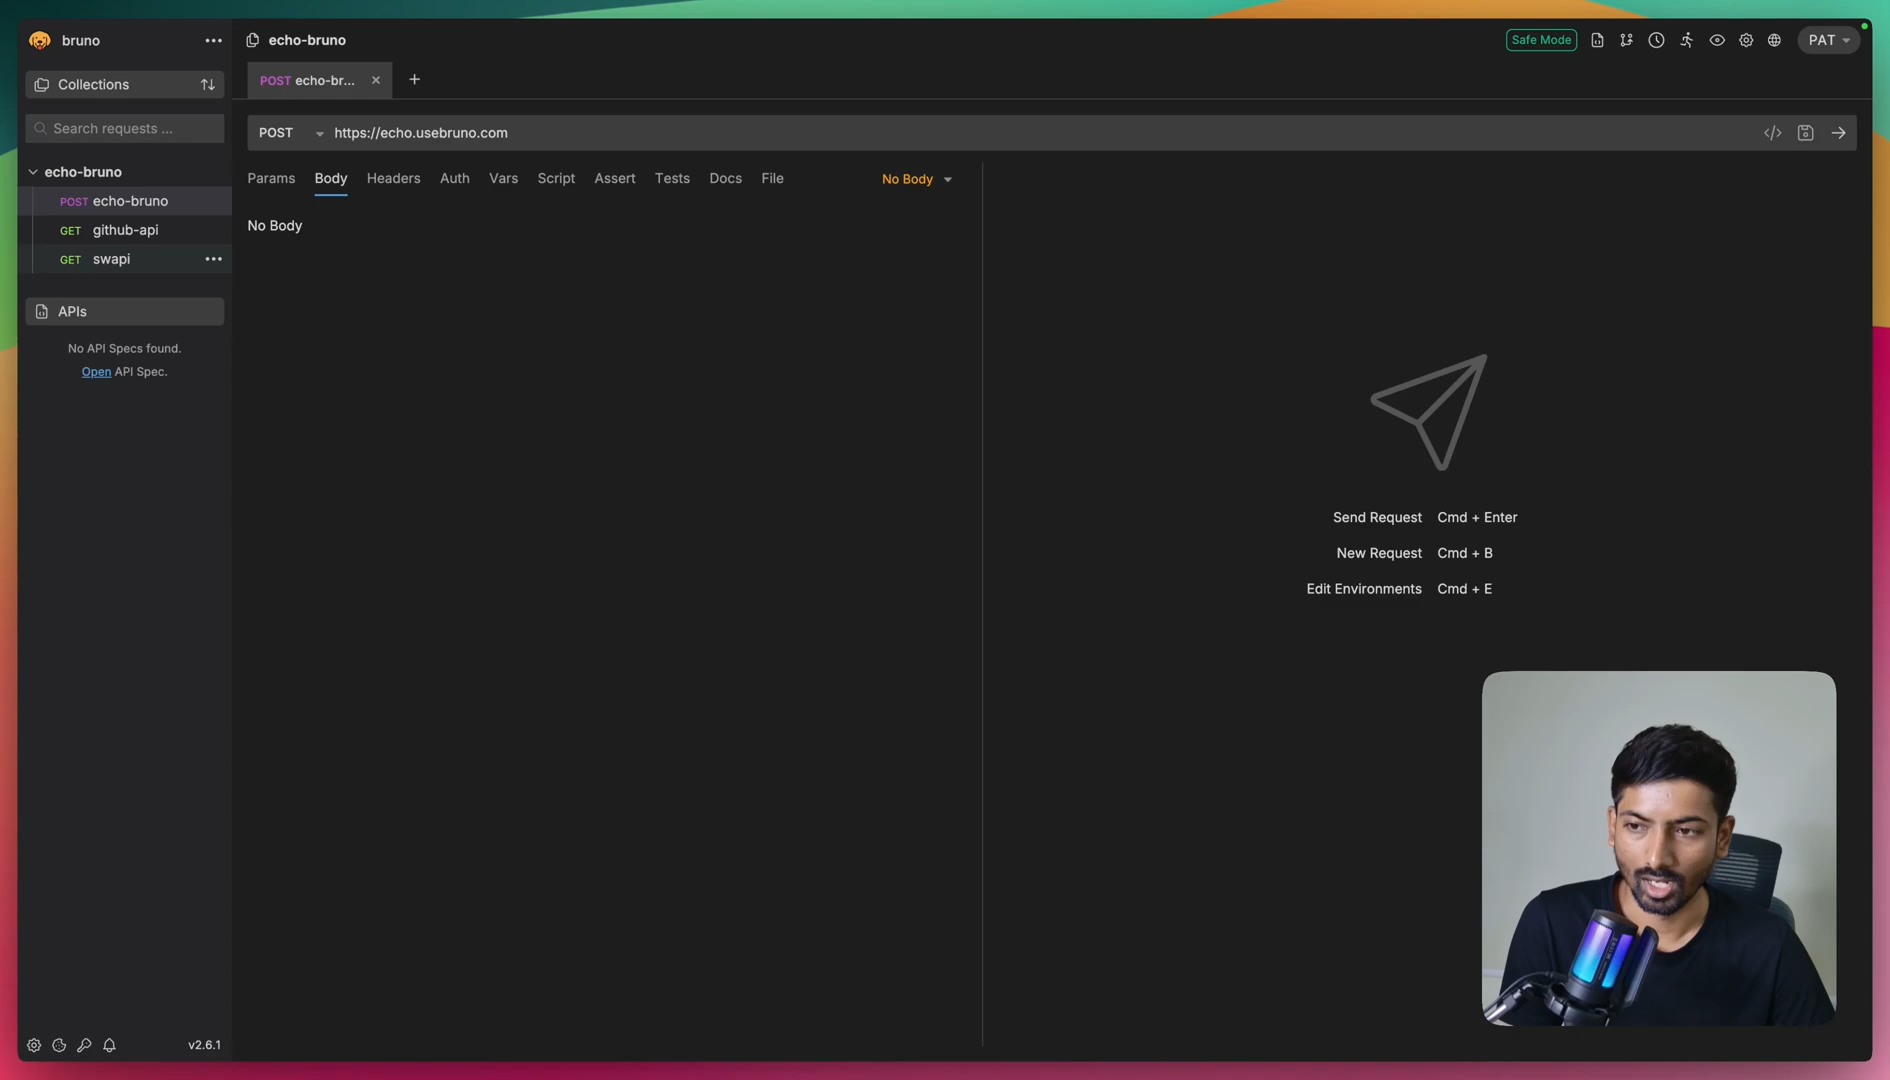 bruno
Collections
Search requests ...
echo-bruno
POST echo-bruno
GET github-api
GET swapi
APIs
No API Specs found.
Open API Spec.
v2.6.1
echo-bruno
Safe Mode
PAT
POST echo-br...
POST https://echo.usebruno.com
Params Body Headers Auth Vars Script Assert Tests Docs File No Body
No Body
Send Request Cmd + Enter
New Request Cmd + B
Edit Environments Cmd + E